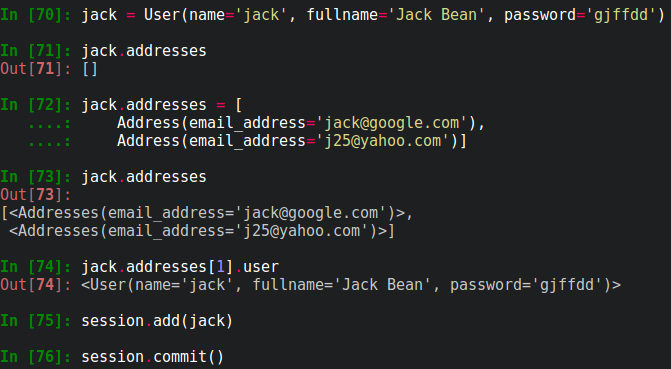 In [70]: jack = User(name='jack', fullname='Jack Bean', password='gjffdd')
In [71]: jack.addresses
Out[71]: []
In [72]: jack.addresses = [
....: Address(email_address='jack@google.com'),
....: Address(email_address='j25@yahoo.com')]
In [73]: jack.addresses
Out[73]:
[<Addresses(email_address='jack@google.com')>,
<Addresses(email_address='j25@yahoo.com')>]
In [74]: jack.addresses[1].user
Out[74]: <User(name='jack', fullname='Jack Bean', password='gjffdd')>
In [75]: session.add(jack)
In [76]: session.commit()